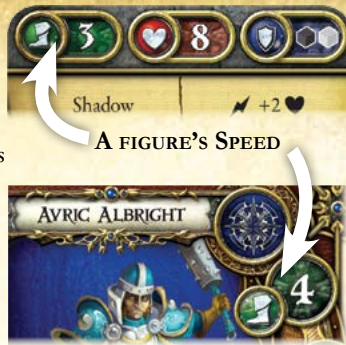 3 8
Shadow +2
s
A FIGURE'S SPEED
AVRIC ALBRIGHT
4